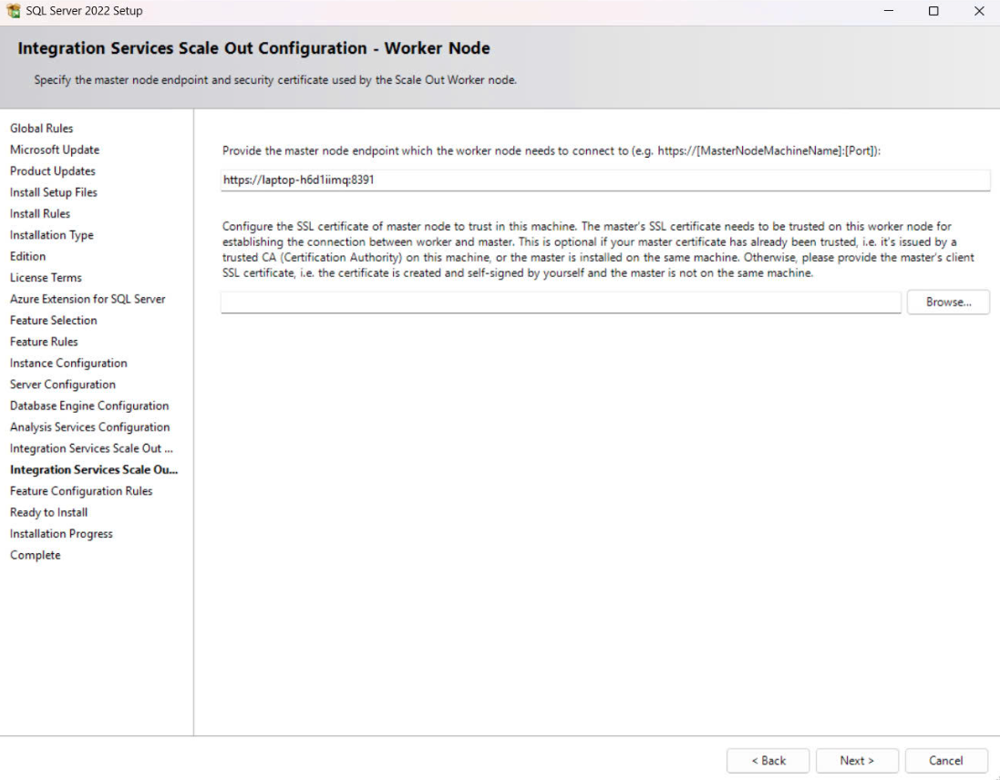 SQL Server 2022 Setup
Integration Services Scale Out Configuration - Worker Node
Specify the master node endpoint and security certificate used by the Scale Out Worker node.
Global Rules
Microsoft Update
Product Updates
Install Setup Files
Install Rules
Installation Type
Edition
License Terms
Azure Extension for SQL Server
Feature Selection
Feature Rules
Instance Configuration
Server Configuration
Database Engine Configuration
Analysis Services Configuration
Integration Services Scale Out ...
Integration Services Scale Ou...
Feature Configuration Rules
Ready to Install
Installation Progress
Complete
Provide the master node endpoint which the worker node needs to connect to (e.g. https://[MasterNodeMachineName]:[Port]):
https://laptop-h6d1iimq:8391
Configure the SSL certificate of master node to trust in this machine. The master's SSL certificate needs to be trusted on this worker node for
establishing the connection between worker and master. This is optional if your master certificate has already been trusted, i.e. it's issued by a
trusted CA (Certification Authority) on this machine, or the master is installed on the same machine. Otherwise, please provide the master's client
SSL certificate, i.e. the certificate is created and self-signed by yourself and the master is not on the same machine.
Browse...
< Back
Next >
Cancel